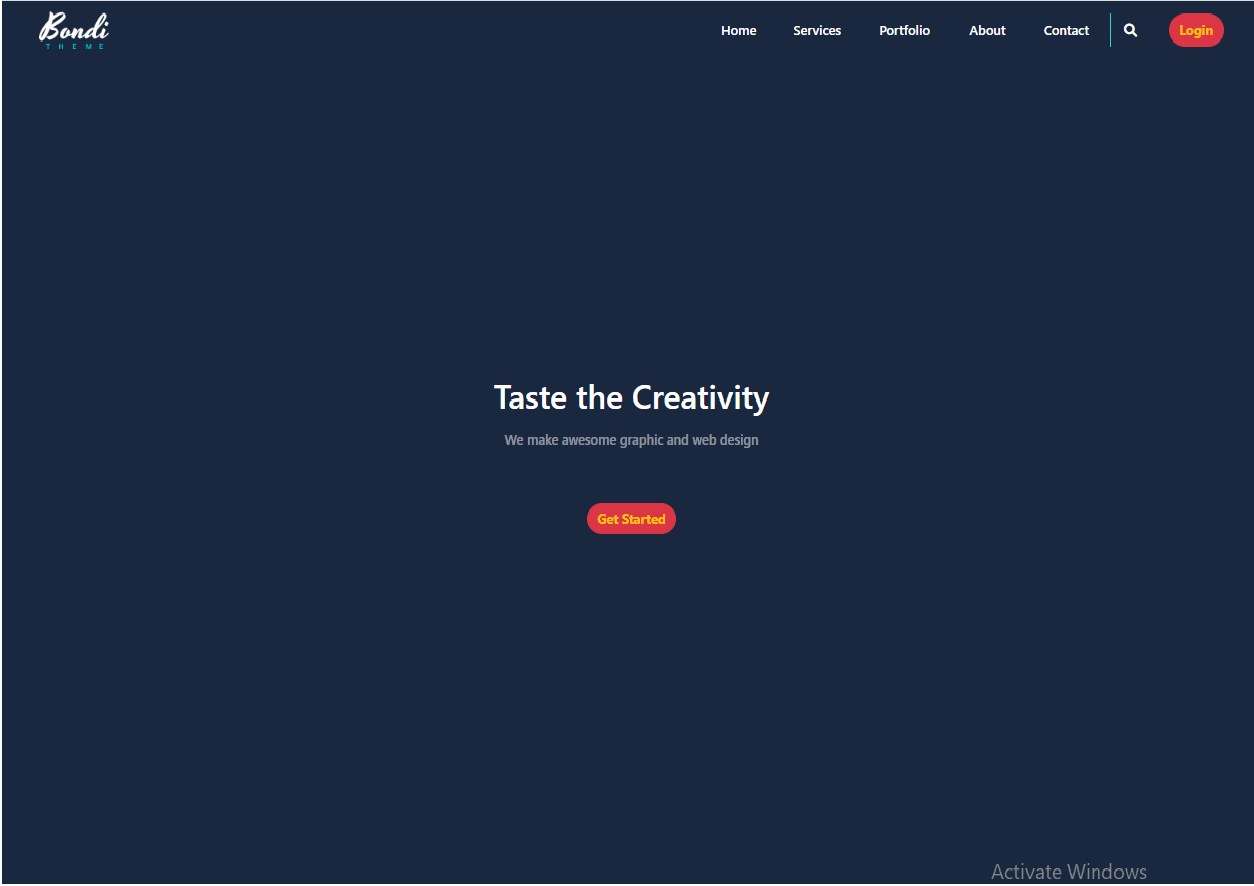 Bondi
THEME
Home Services Portfolio About Contact Login
Taste the Creativity
We make awesome graphic and web design
Get Started
Activate Windows